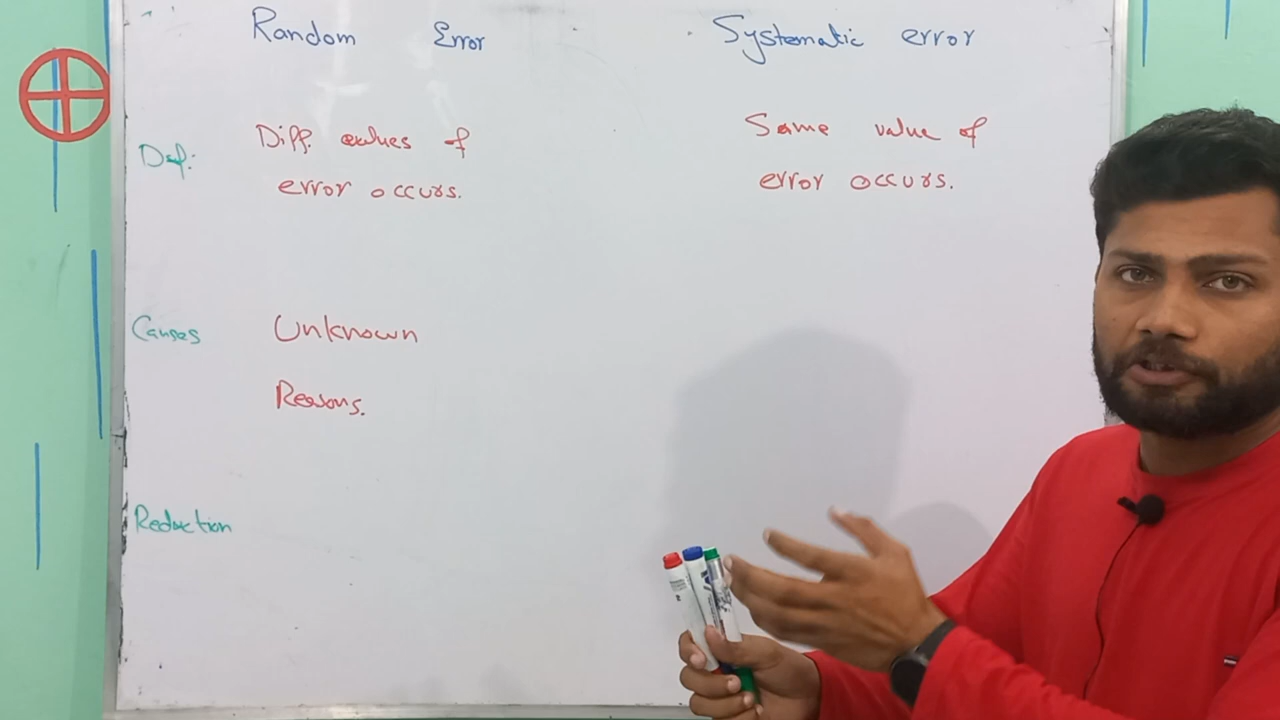 Random Error
Systematic error
Def:
Diff. values of
error occurs.
Same value of
error occurs.
Causes
Unknown
Reasons.
Reduction